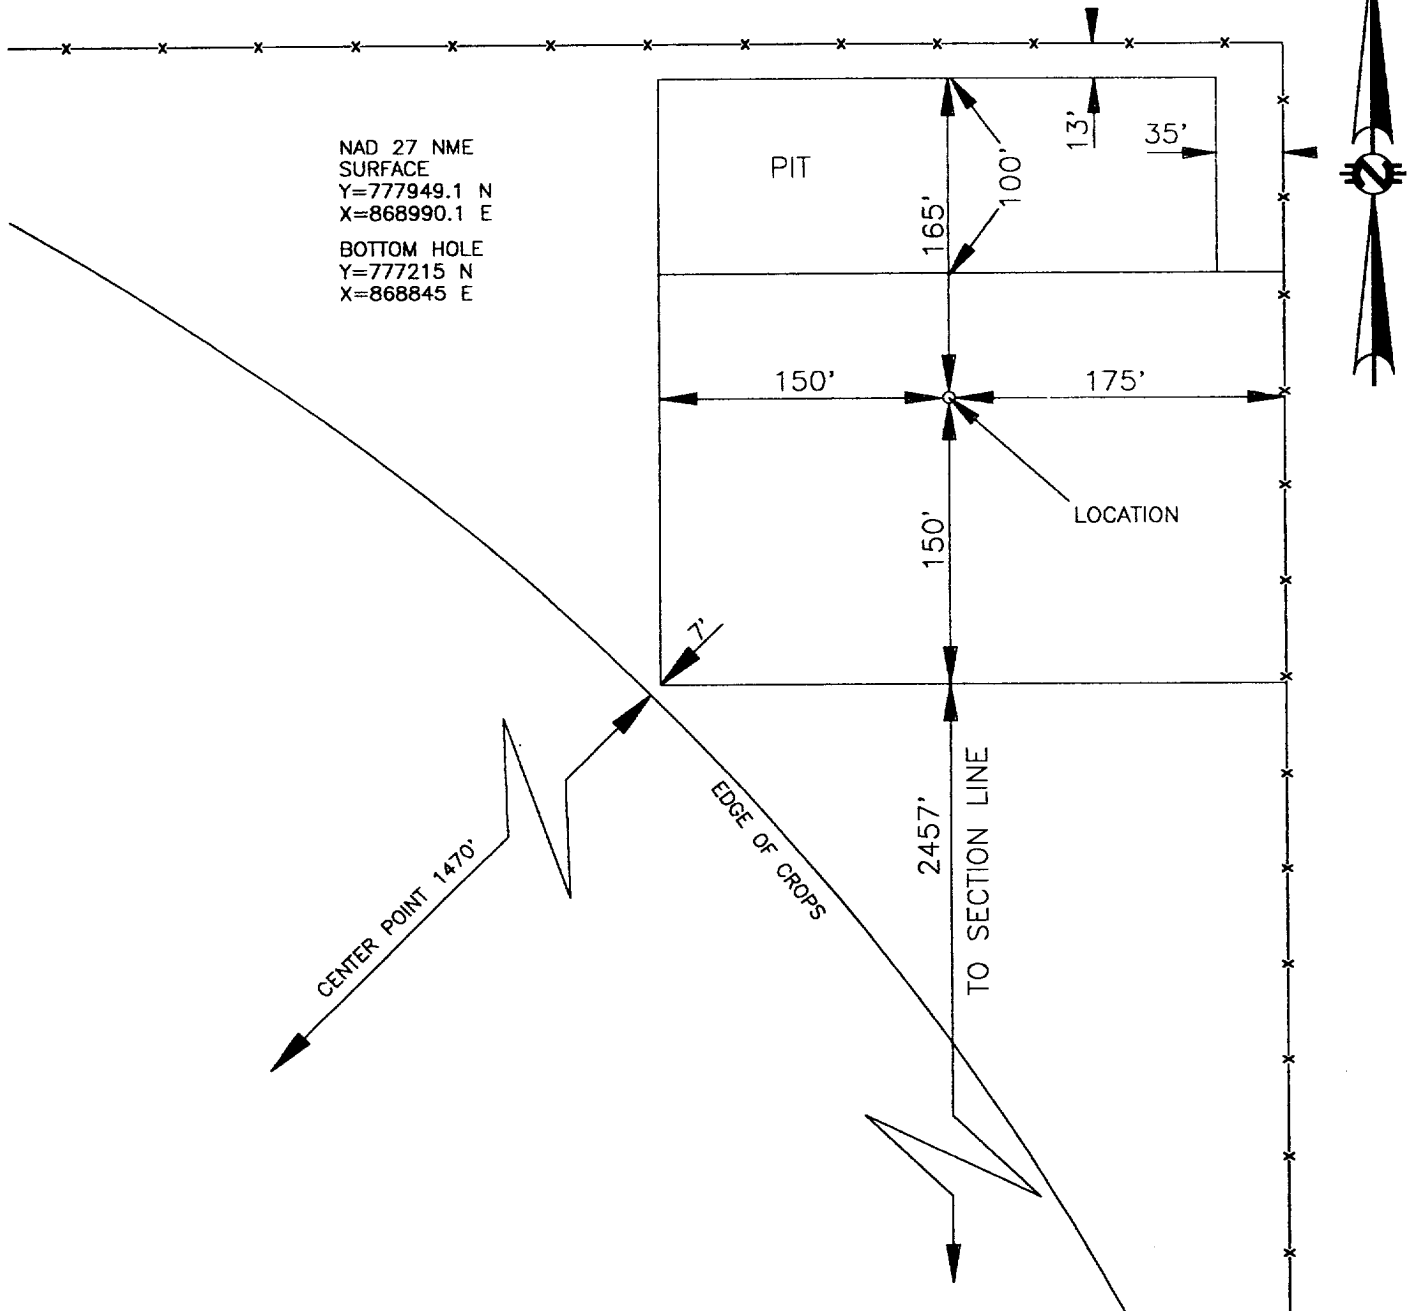 NAD 27 NME
SURFACE
Y=777949.1 N
X=868990.1 E
BOTTOM HOLE
Y=777215 N
X=868845 E
PIT
165'
100'
13'
35'
150'
175'
LOCATION
150'
7'
EDGE OF CROPS
CENTER POINT 1470'
2457'
TO SECTION LINE
N